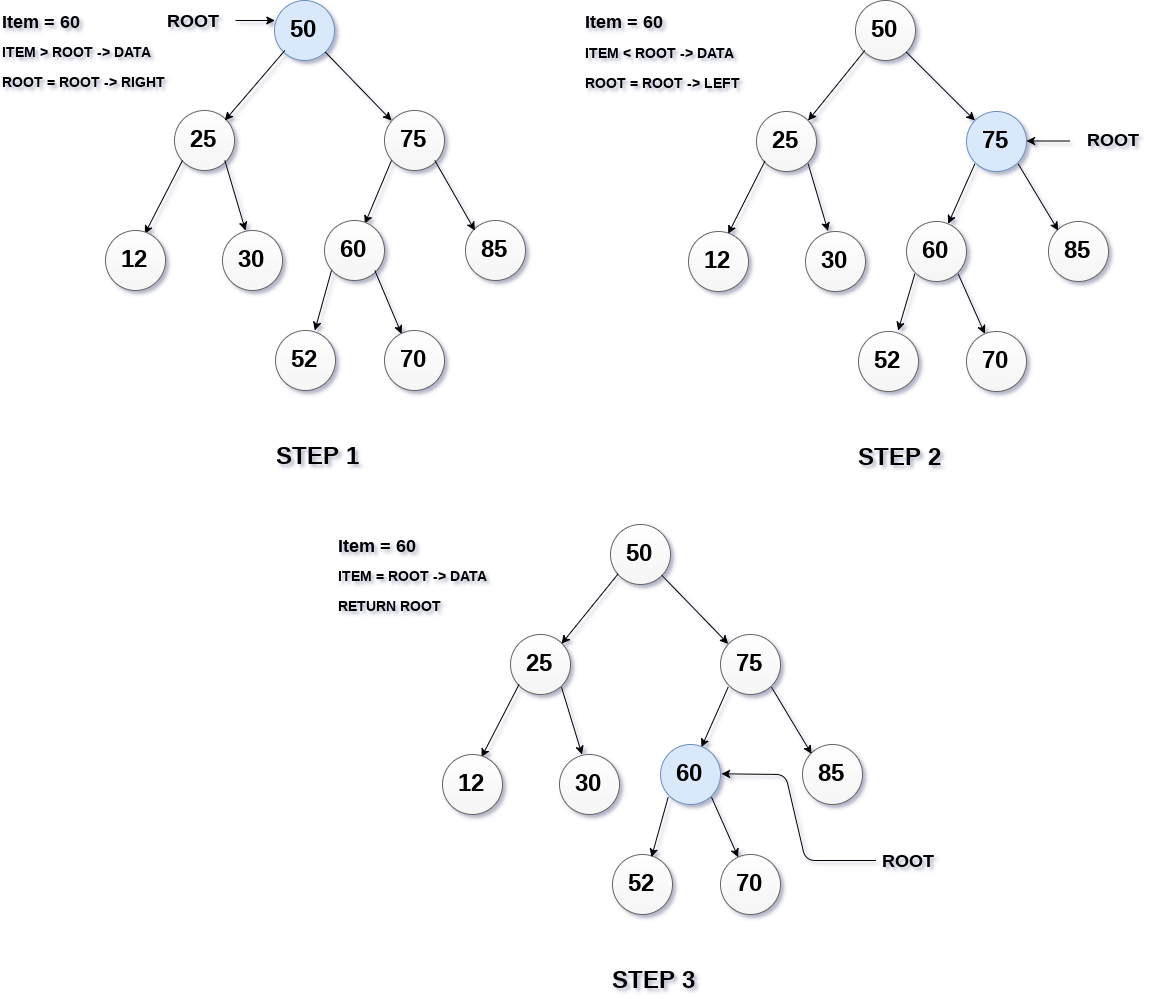 Item = 60
ITEM > ROOT -> DATA
ROOT = ROOT -> RIGHT
ROOT
50
25
75
12
30
60
85
52
70
STEP 1
Item = 60
ITEM < ROOT -> DATA
ROOT = ROOT -> LEFT
50
25
75
ROOT
12
30
60
85
52
70
STEP 2
Item = 60
ITEM = ROOT -> DATA
RETURN ROOT
50
25
75
12
30
60
85
ROOT
52
70
STEP 3